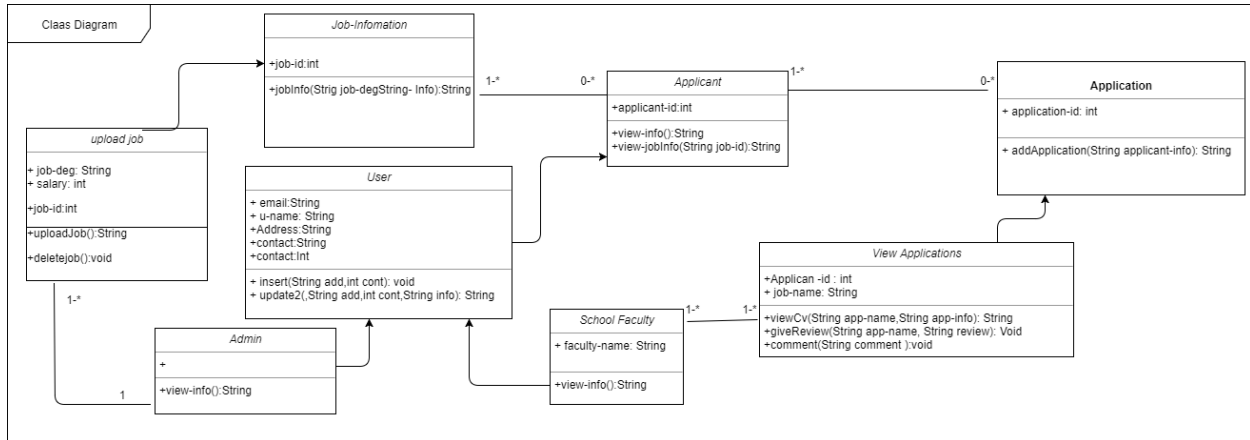 Claas Diagram
Job-Infomation
+job-id:int
+jobInfo(Strig job-degString- Info):String
1-*
0-*
Applicant
+applicant-id:int
+view-info():String
+view-jobInfo(String job-id):String
1-*
0-*
Application
+ application-id: int
+ addApplication(String applicant-info): String
upload job
+ job-deg: String
+ salary: int
+job-id:int
+uploadJob():String
+deletejob():void
1-*
1
User
+ email:String
+ u-name: String
+Address:String
+contact:String
+contact:Int
+ insert(String add,int cont): void
+ update2(,String add,int cont,String info): String
Admin
+
+view-info():String
School Faculty
+ faculty-name: String
+view-info():String
1-*
1-*
View Applications
+Applican -id : int
+ job-name: String
+viewCv(String app-name,String app-info): String
+giveReview(String app-name, String review): Void
+comment(String comment ):void